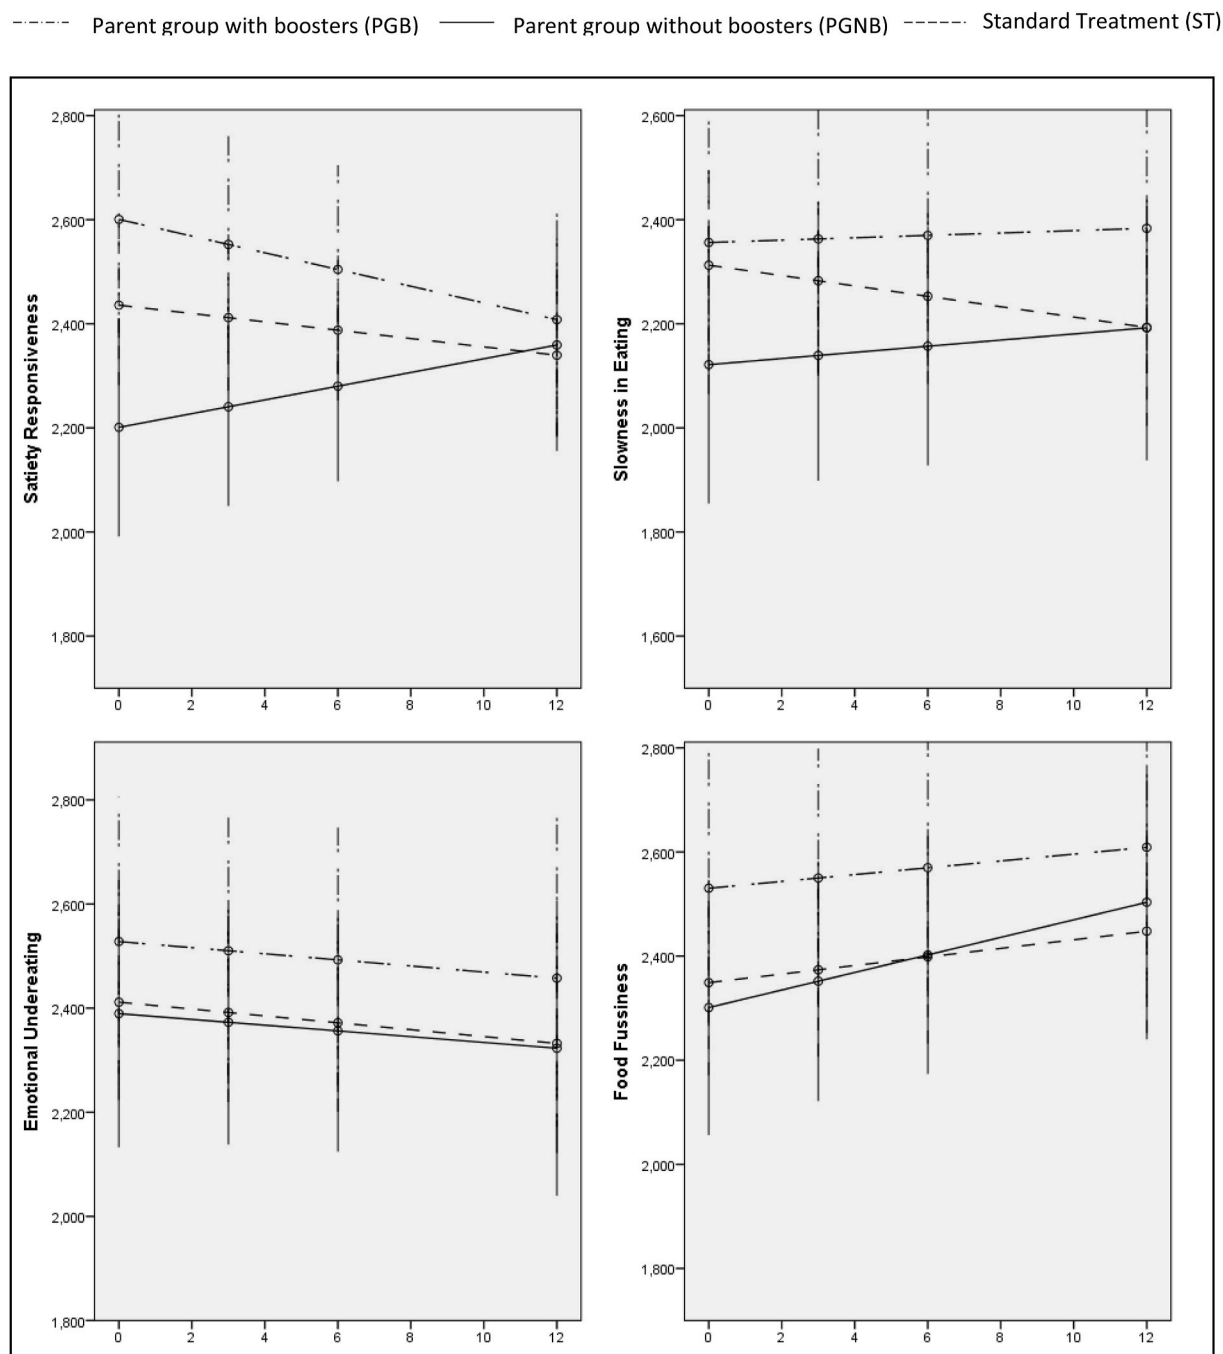 Parent group with boosters (PGB) Parent group without boosters (PGNB) Standard Treatment (ST)
Satiety Responsiveness
2,800
2,600
2,400
2,200
2,000
1,800
0 2 4 6 8 10 12
Slowness in Eating
2,600
2,400
2,200
2,000
1,800
1,600
0 2 4 6 8 10 12
Emotional Undereating
2,800
2,600
2,400
2,200
2,000
1,800
0 2 4 6 8 10 12
Food Fussiness
2,800
2,600
2,400
2,200
2,000
1,800
0 2 4 6 8 10 12